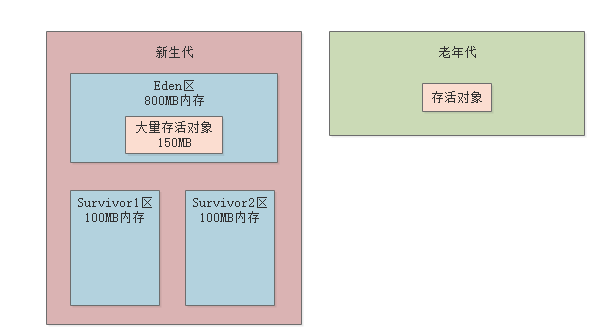 新生代
Eden区
800MB内存
大量存活对象
150MB
Survivor1区
100MB内存
Survivor2区
100MB内存
老年代
存活对象